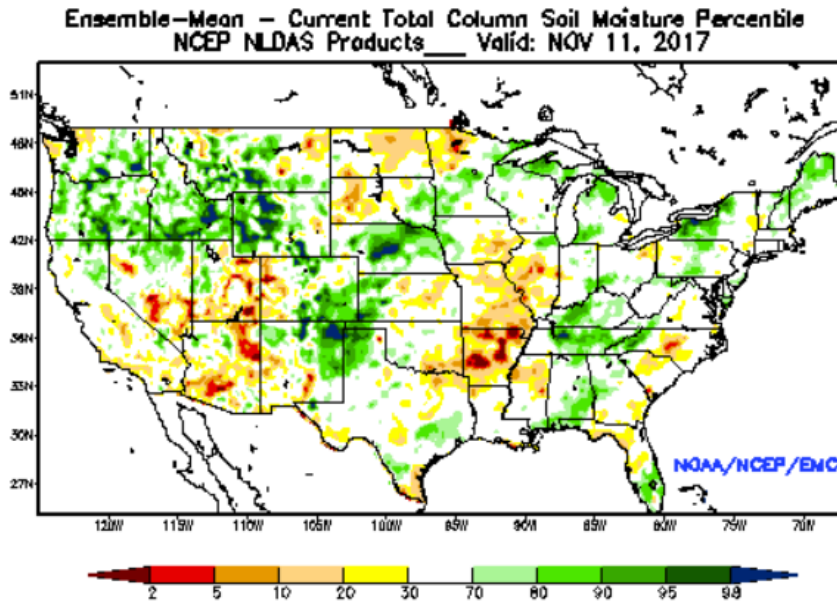 Ensemble-Mean - Current Total Column Soil Moisture Percentile
NCEP NLDAS Products___ Valid: NOV 11, 2017
51N
48N
45N
42N
39N
36N
33N
30N
27N
NOAA/NCEP/EMC
120W 115W 110W 105W 100W 95W 90W 85W 80W 75W 70W
2 5 10 20 30 70 80 90 95 98